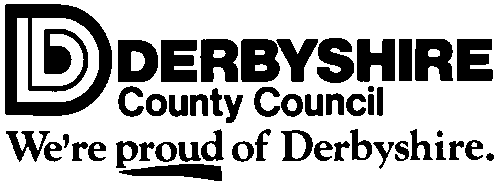 DERBYSHIRE
County Council
We're proud of Derbyshire.